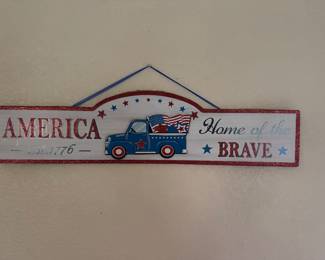 AMERICA
1776
Home of the
BRAVE